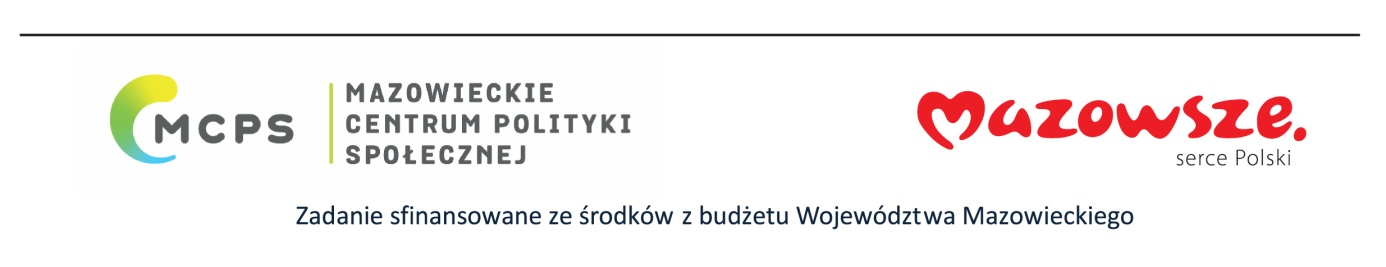 MCPS
MAZOWIECKIE
CENTRUM POLITYKI
SPOŁECZNEJ
mazowsze.
serce Polski
Zadanie sfinansowane ze środków z budżetu Województwa Mazowieckiego